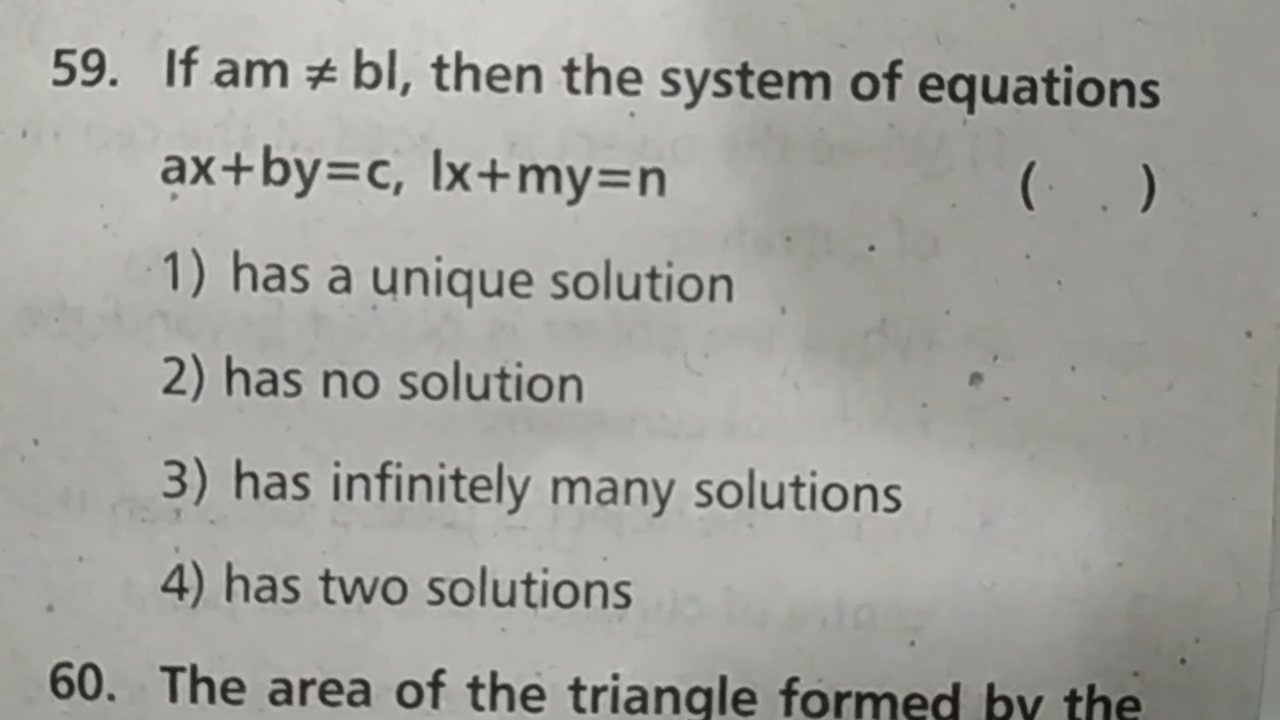 59. If am ≠ bl, then the system of equations
ax+by=c, lx+my=n ( )
1) has a unique solution
2) has no solution
3) has infinitely many solutions
4) has two solutions
60. The area of the triangle formed by the